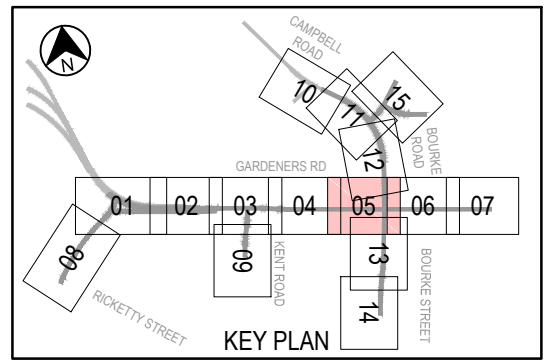 CAMPBELL
ROAD
N
10
11
15
BOURKE
ROAD
12
GARDENERS RD
01
02
03
04
05
06
07
08
09
KENT ROAD
13
BOURKE STREET
14
RICKETTY STREET
KEY PLAN